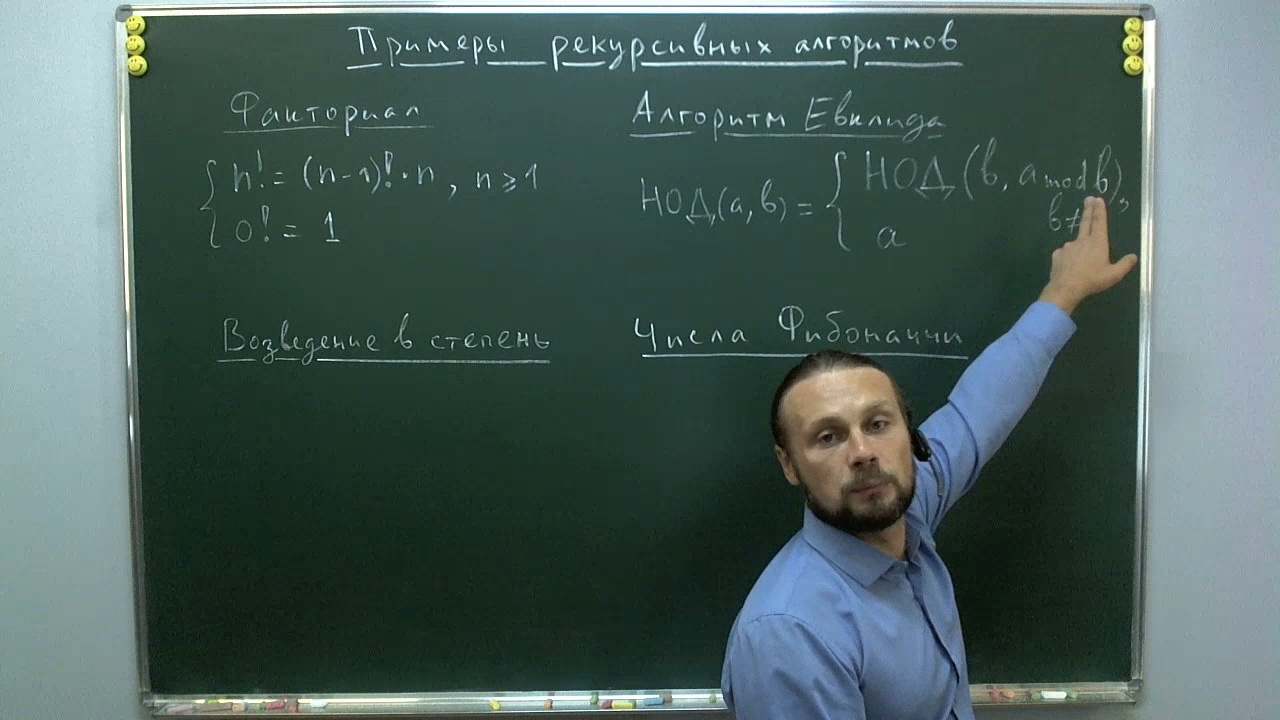 Примеры рекурсивных алгоритмов
Факториал
n! = (n-1)! · n, n ≥ 1
0! = 1
Алгоритм Евклида
НОД(a, b) =
НОД(b, a mod b),
b ≠
a
Возведение в степень
Числа Фибоначчи